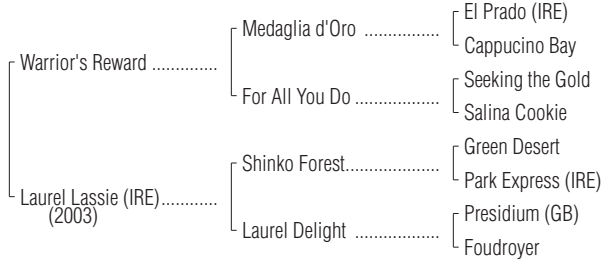 El Prado (IRE)
Medaglia d'Oro ..................
Cappucino Bay
Warrior's Reward ..............
Seeking the Gold
For All You Do ..................
Salina Cookie
Green Desert
Shinko Forest....................
Park Express (IRE)
Laurel Lassie (IRE)............
(2003)
Presidium (GB)
Laurel Delight ..................
Foudroyer